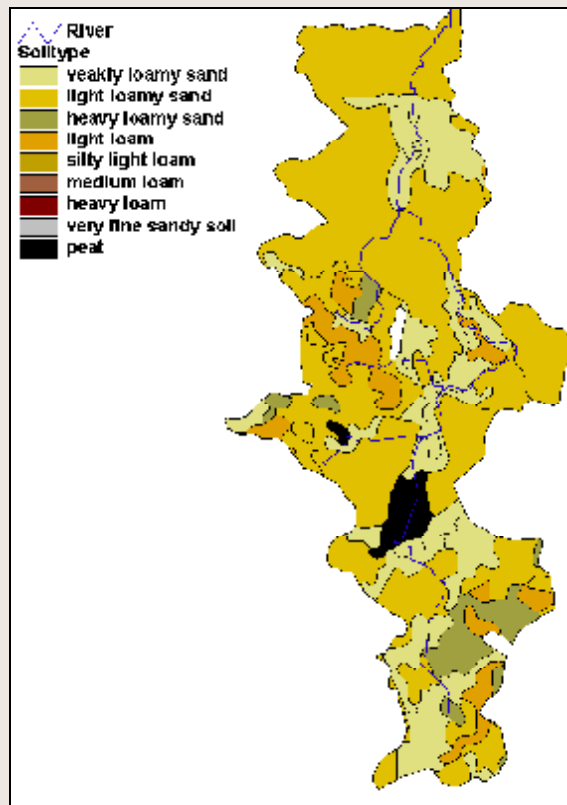 River
Soiltype
veakly loamy sand
light loamy sand
heavy loamy sand
light loam
silty light loam
medium loam
heavy loam
very fine sandy soil
peat